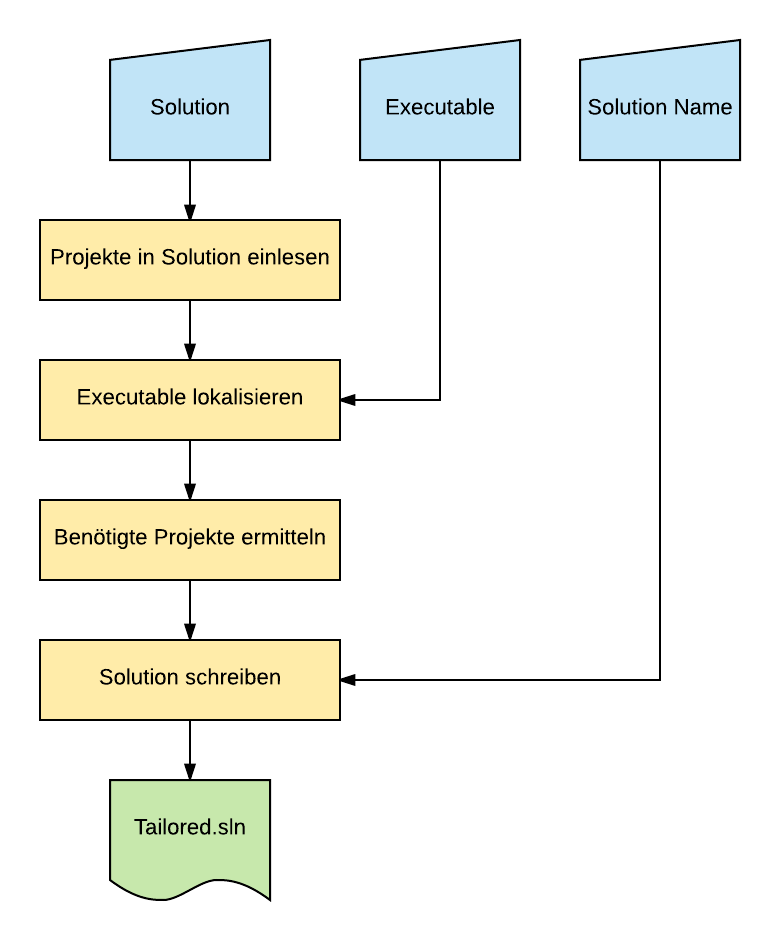 Solution
Executable
Solution Name
Projekte in Solution einlesen
Executable lokalisieren
Benötigte Projekte ermitteln
Solution schreiben
Tailored.sln